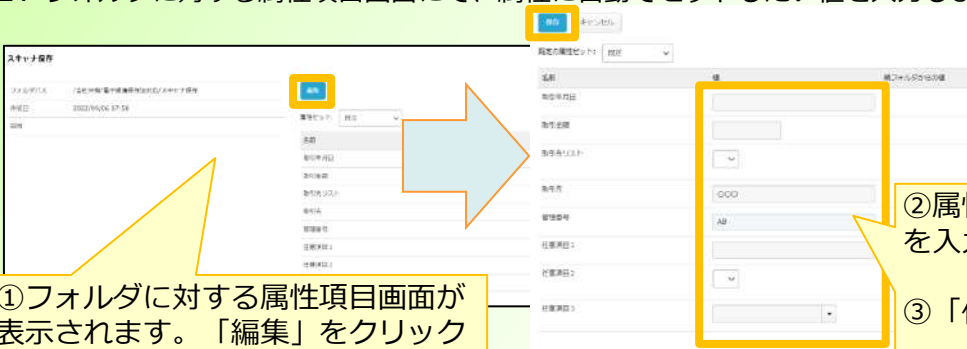 スキャナ保存
フォルダパス
作成日
2022/09/06 17:58
説明
編集
属性セット: 既定
名前
取引年月日
取引金額
取引先リスト
取引先
管理番号
任意項目1
任意項目2
①フォルダに対する属性項目画面が
表示されます。「編集」をクリック
保存
キャンセル
既定の属性セット: 既定
名前
値
親フォルダからの値
取引年月日
取引金額
取引先リスト
取引先
〇〇〇
管理番号
AB
任意項目1
任意項目2
任意項目3
②属
を入
③「